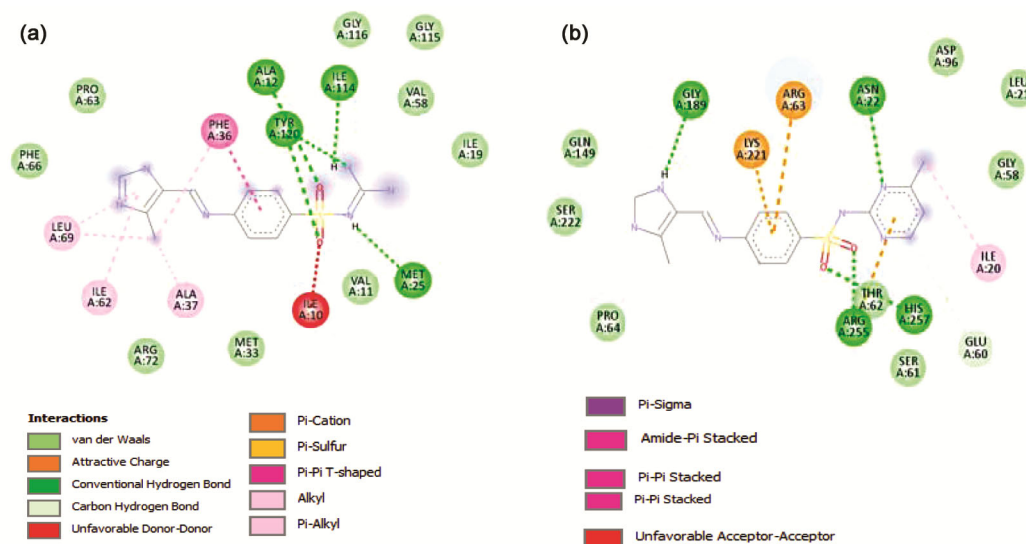 (a)
GLY
A:116
GLY
A:115
ALA
A:12
ILE
A:114
PRO
A:63
VAL
A:58
PHE
A:36
TYR
A:120
ILE
A:19
PHE
A:66
H
N
N
N
N
N
S
O
O
N
H
LEU
A:69
MET
A:25
VAL
A:11
ILE
A:62
ALA
A:37
ILE
A:10
ARG
A:72
MET
A:33
Interactions
van der Waals
Attractive Charge
Conventional Hydrogen Bond
Carbon Hydrogen Bond
Unfavorable Donor-Donor
Pi-Cation
Pi-Sulfur
Pi-Pi T-shaped
Alkyl
Pi-Alkyl
(b)
ASP
A:96
GLY
A:189
ARG
A:63
ASN
A:22
LEU
A:21
LYS
A:221
GLN
A:149
GLY
A:58
H
SER
A:222
ILE
A:20
THR
A:62
PRO
A:64
ARG
A:255
HIS
A:257
GLU
A:60
SER
A:61
Pi-Sigma
Amide-Pi Stacked
Pi-Pi Stacked
Pi-Pi Stacked
Unfavorable Acceptor-Acceptor